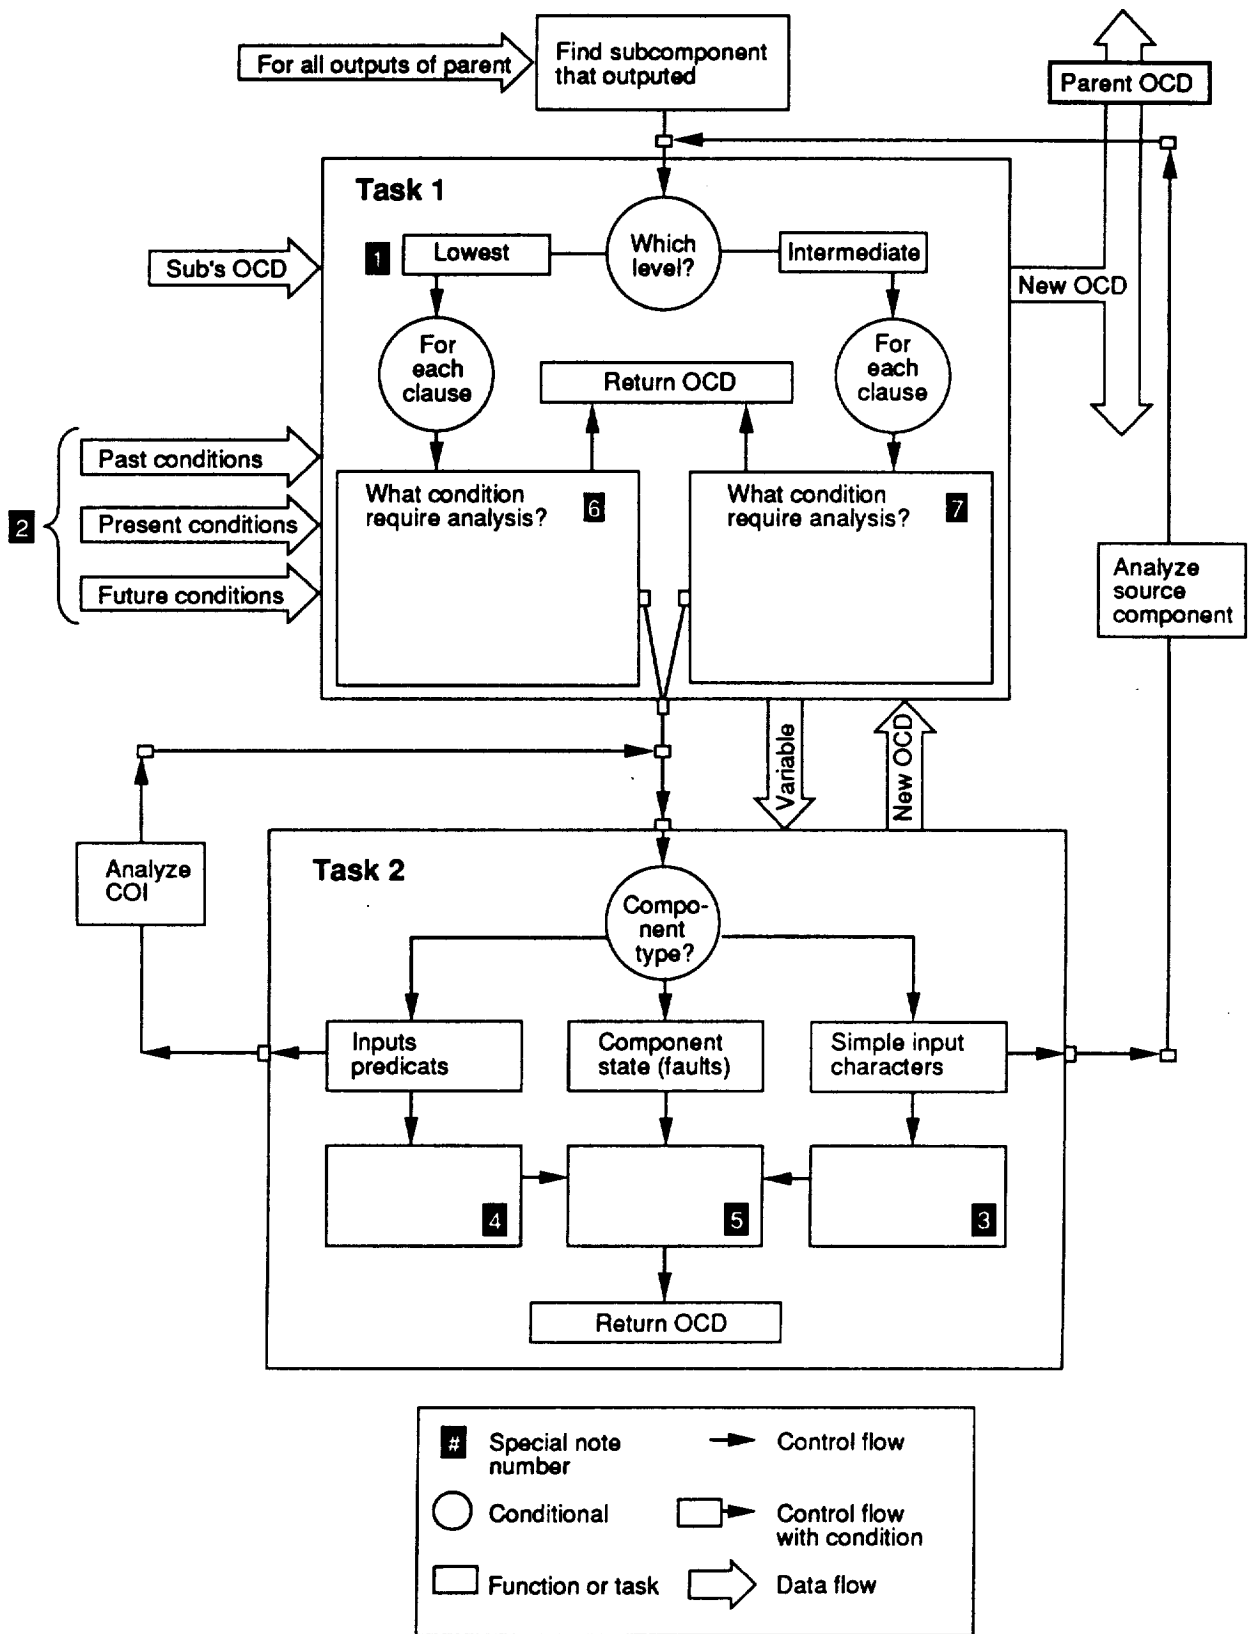 For all outputs of parent
Find subcomponent
that outputed
Parent OCD
Task 1
1
Lowest
Which
level?
Intermediate
Sub's OCD
New OCD
For
each
clause
Return OCD
For
each
clause
2
Past conditions
Present conditions
Future conditions
What condition
require analysis?
6
What condition
require analysis?
7
Analyze
source
component
Variable
New OCD
Analyze
COI
Task 2
Compo-
nent
type?
Inputs
predicats
Component
state (faults)
Simple input
characters
4
5
3
Return OCD
# Special note
number
Control flow
Conditional
Control flow
with condition
Function or task
Data flow